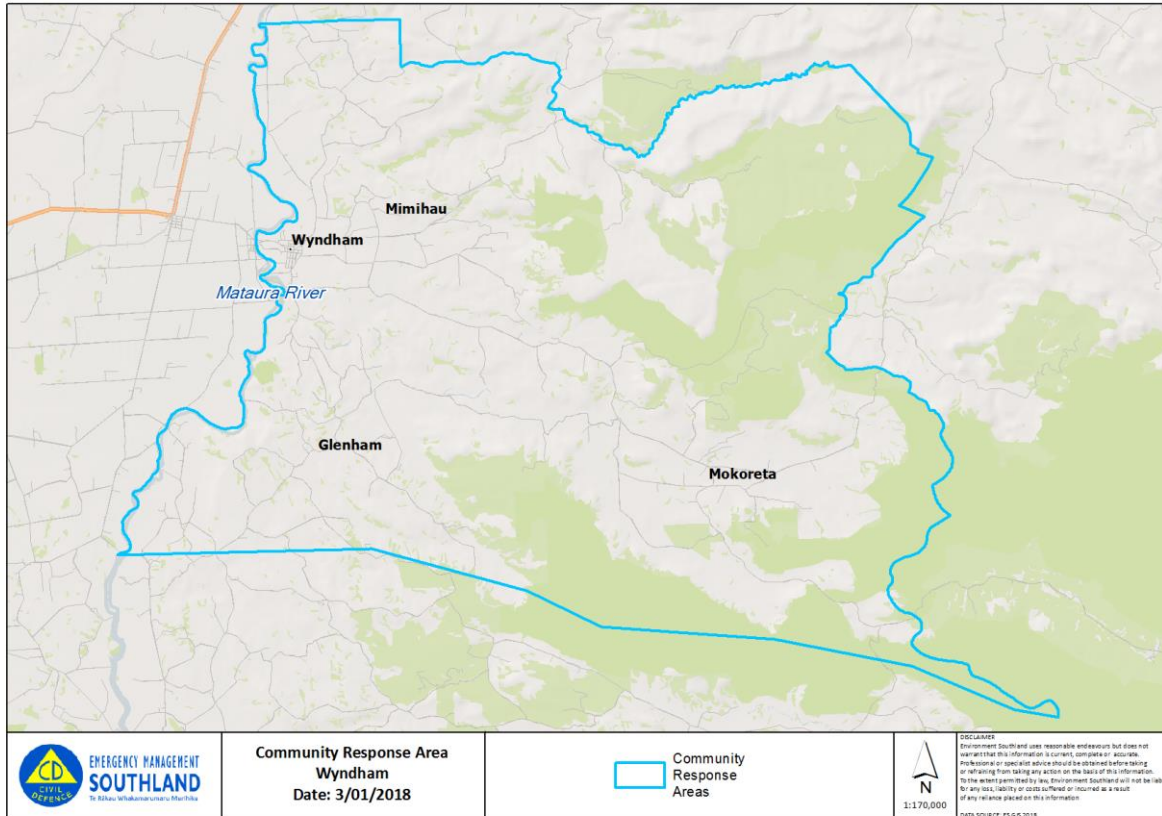 Mimihau
Wyndham
Mataura River
Glenham
Mokoreta
CD
CIVIL DEFENCE
EMERGENCY MANAGEMENT
SOUTHLAND
Te Rākau Whakamarumaru Murihiku
Community Response Area
Wyndham
Date: 3/01/2018
Community
Response
Areas
N
1:170,000
DISCLAIMER
Environment Southland uses reasonable endeavours but does not
warrant that this information is current, complete or accurate.
Professional or specialist advice should be obtained before taking
or refraining from taking any action on the basis of this information.
To the extent permitted by law, Environment Southland will not be liab
for any loss, liability or costs suffered or incurred as a result
of any reliance placed on this information
DATA SOURCE: ES GIS 2018